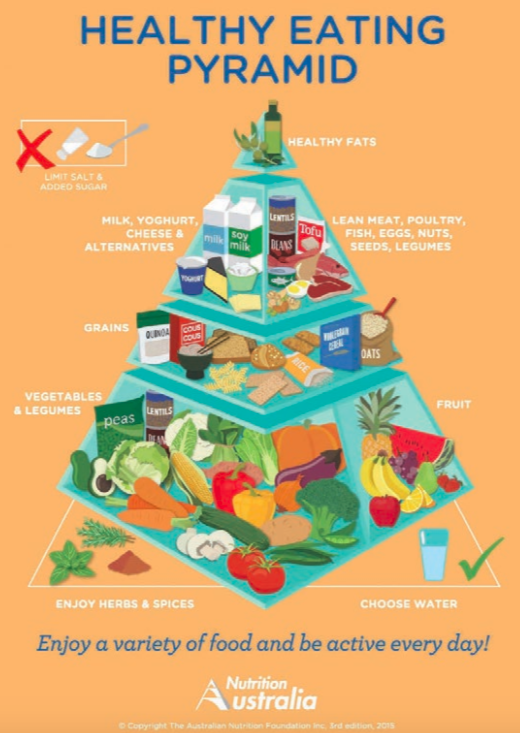 HEALTHY EATING
PYRAMID
HEALTHY FATS
LIMIT SALT &
ADDED SUGAR
MILK, YOGHURT,
CHEESE &
ALTERNATIVES
LEAN MEAT, POULTRY,
FISH, EGGS, NUTS,
SEEDS, LEGUMES
milk
soy
milk
LENTILS
BEANS
Tofu
YOGHURT
GRAINS
QUINOA
COUS
COUS
RICE
WHOLEGRAIN
CEREAL
OATS
VEGETABLES
& LEGUMES
FRUIT
peas
LENTILS
BEANS
ENJOY HERBS & SPICES
CHOOSE WATER
Enjoy a variety of food and be active every day!
Nutrition
Australia
© Copyright The Australian Nutrition Foundation Inc. 3rd edition, 2015